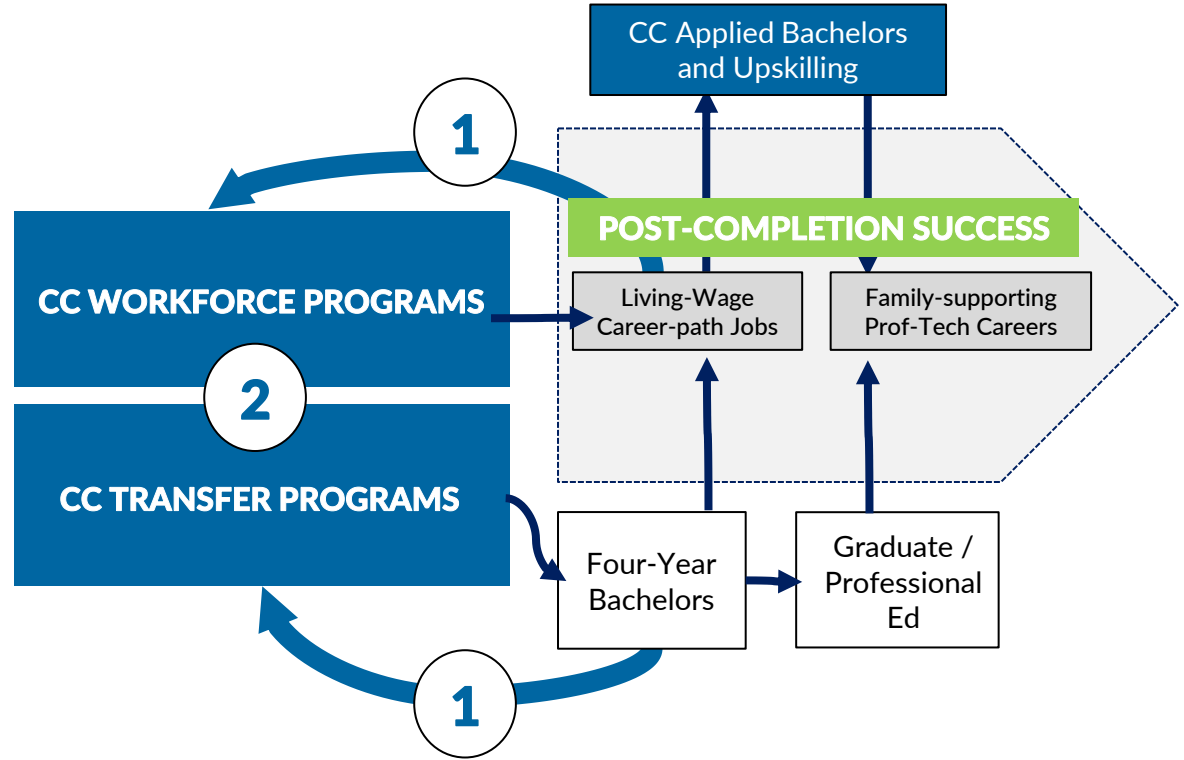 CC Applied Bachelors
and Upskilling
1
POST-COMPLETION SUCCESS
CC WORKFORCE PROGRAMS
Living-Wage
Career-path Jobs
Family-supporting
Prof-Tech Careers
2
CC TRANSFER PROGRAMS
Four-Year
Bachelors
Graduate /
Professional
Ed
1